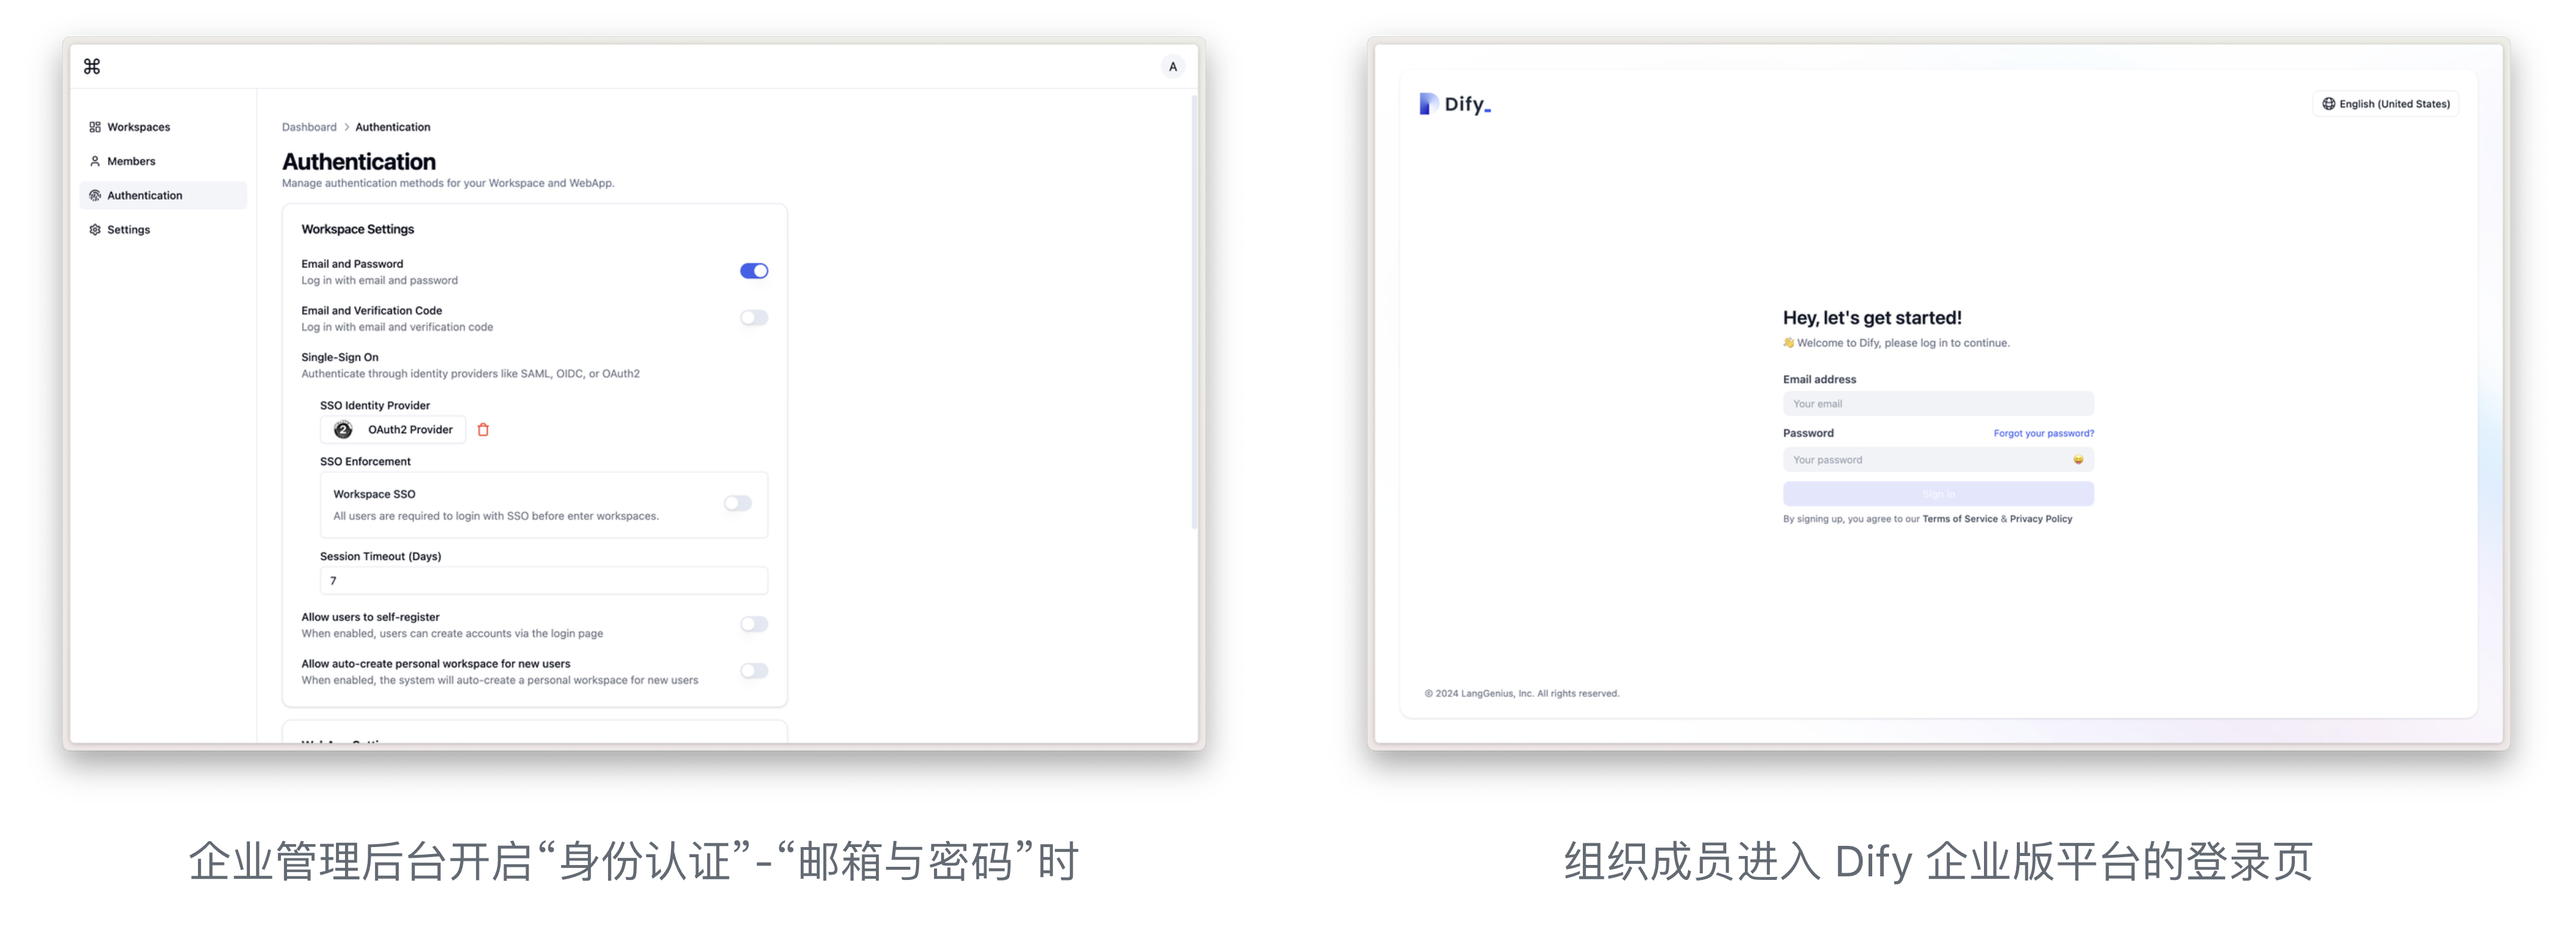 ⌘
A
Workspaces
Members
Authentication
Settings
Dashboard > Authentication
Authentication
Manage authentication methods for your Workspace and WebApp.
Workspace Settings
Email and Password
Log in with email and password
Email and Verification Code
Log in with email and verification code
Single-Sign On
Authenticate through identity providers like SAML, OIDC, or OAuth2
SSO Identity Provider
2 OAuth2 Provider
SSO Enforcement
Workspace SSO
All users are required to login with SSO before enter workspaces.
Session Timeout (Days)
7
Allow users to self-register
When enabled, users can create accounts via the login page
Allow auto-create personal workspace for new users
When enabled, the system will auto-create a personal workspace for new users
企业管理后台开启“身份认证”-“邮箱与密码”时
Dify_
English (United States)
Hey, let's get started!
👋 Welcome to Dify, please log in to continue.
Email address
Your email
Password Forgot your password?
Your password 😝
Sign in
By signing up, you agree to our Terms of Service & Privacy Policy
© 2024 LangGenius, Inc. All rights reserved.
组织成员进入 Dify 企业版平台的登录页